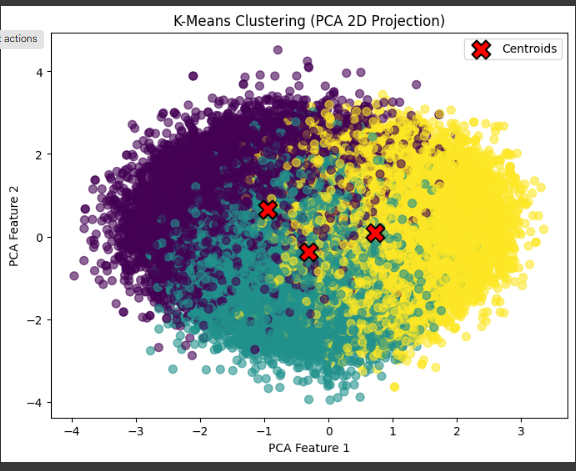 K-Means Clustering (PCA 2D Projection)
actions
Centroids
4
2
0
−2
−4
PCA Feature 2
−4 −3 −2 −1 0 1 2 3
PCA Feature 1